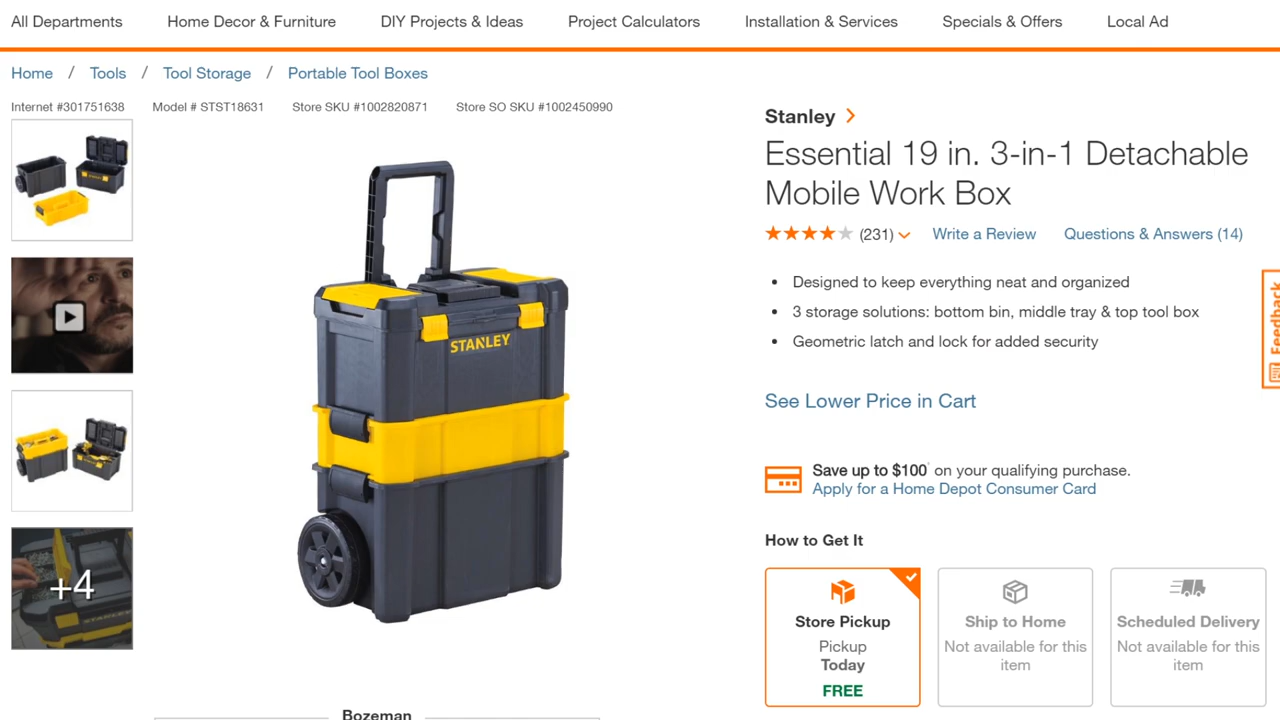 All Departments Home Decor & Furniture DIY Projects & Ideas Project Calculators Installation & Services Specials & Offers Local Ad
Home / Tools / Tool Storage / Portable Tool Boxes
Internet #301751638 Model # STST18631 Store SKU #1002820871 Store SO SKU #1002450990
STANLEY
+4
Bozeman
Stanley
Essential 19 in. 3-in-1 Detachable
Mobile Work Box
(231) Write a Review Questions & Answers (14)
• Designed to keep everything neat and organized
• 3 storage solutions: bottom bin, middle tray & top tool box
• Geometric latch and lock for added security
See Lower Price in Cart
Save up to $100 on your qualifying purchase.
Apply for a Home Depot Consumer Card
How to Get It
Store Pickup
Pickup
Today
FREE
Ship to Home
Not available for this
item
Scheduled Delivery
Not available for this
item
Feedback